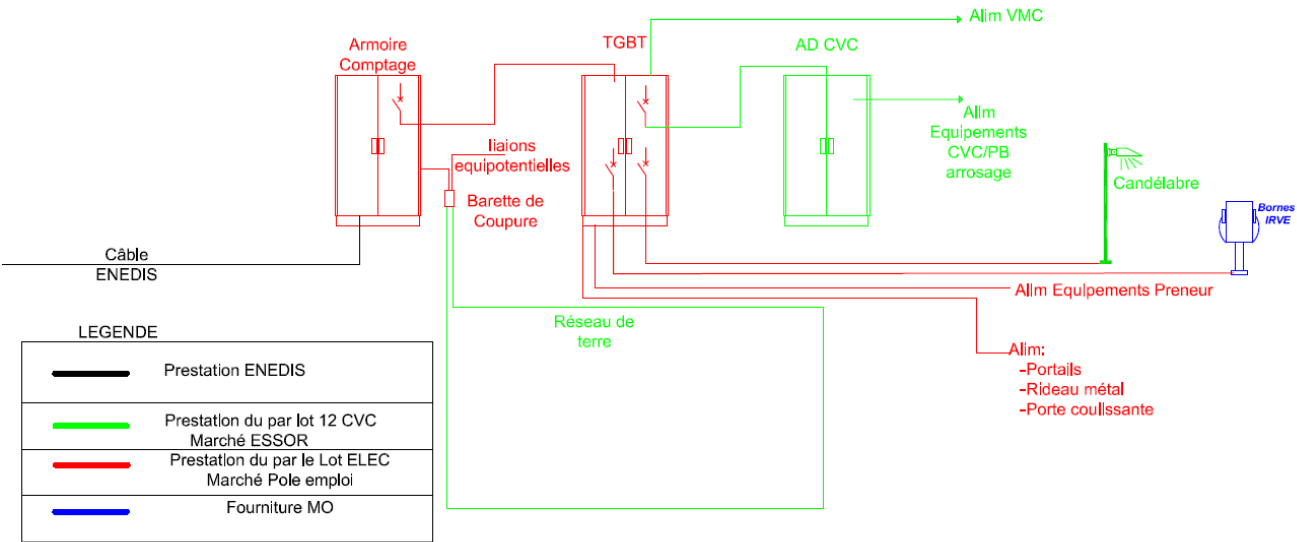 Alim VMC
Armoire
Comptage
TGBT
AD CVC
Alim
Equipements
CVC/PB
arrosage
liaions
equipotentielles
Barette de
Coupure
Candélabre
Bornes
IRVE
Câble
ENEDIS
Alim Equipements Preneur
Réseau de
terre
Alim:
-Portails
-Rideau métal
-Porte coulissante
LEGENDE
Prestation ENEDIS
Prestation du par lot 12 CVC
Marché ESSOR
Prestation du par le Lot ELEC
Marché Pole emploi
Fourniture MO